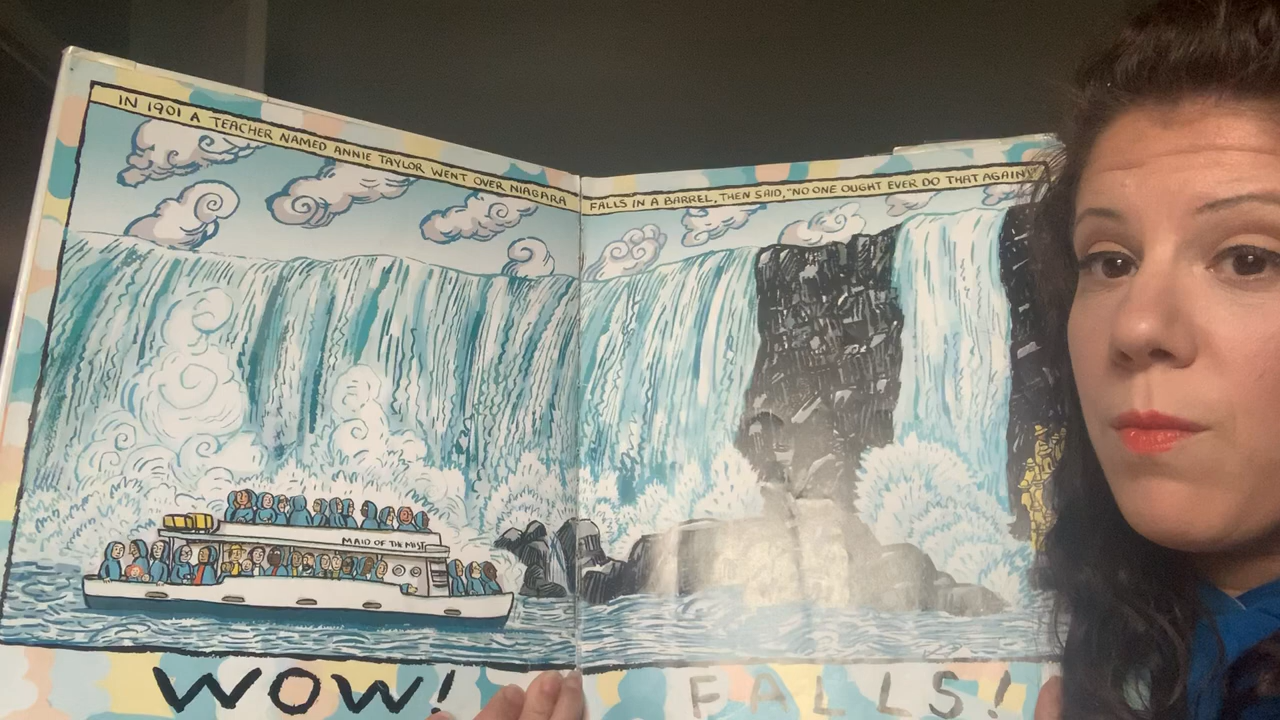 IN 1901 A TEACHER NAMED ANNIE TAYLOR WENT OVER NIAGARA
FALLS IN A BARREL, THEN SAID, "NO ONE OUGHT EVER DO THAT AGAIN!"
MAID OF THE MIST
WOW!
FALLS!